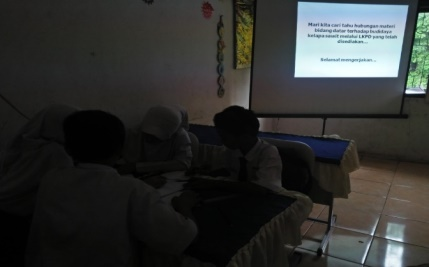 Mari kita cari tahu hubungan materi
bidang datar terhadap budidaya
kelapa sawit melalui LKPD yang telah
disediakan...
Selamat mengerjakan...